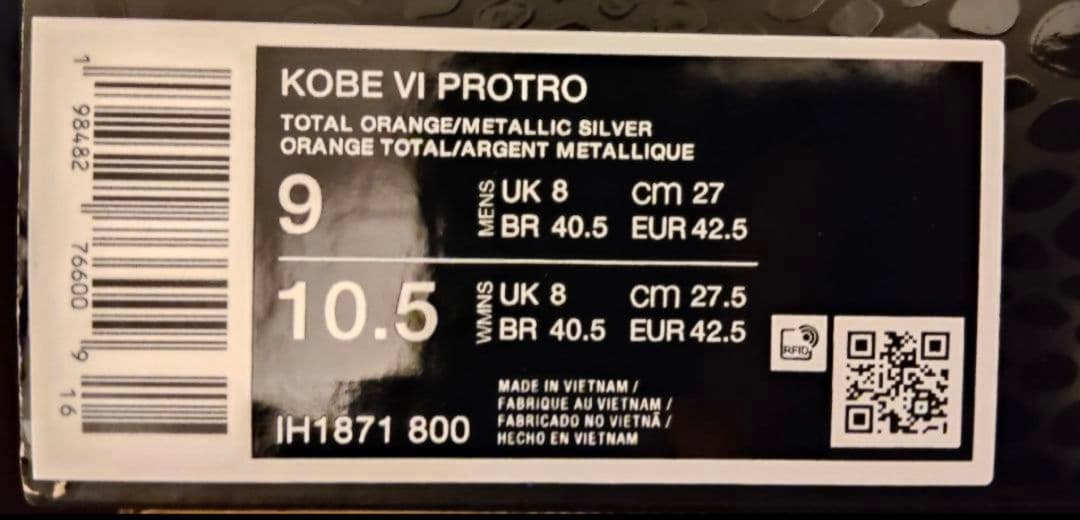 1 98482 76600 9 16
KOBE VI PROTRO
TOTAL ORANGE/METALLIC SILVER
ORANGE TOTAL/ARGENT METALLIQUE
9 MENS UK 8 cm 27
BR 40.5 EUR 42.5
10.5 WMNS UK 8 cm 27.5
BR 40.5 EUR 42.5
RFID
MADE IN VIETNAM /
FABRIQUE AU VIETNAM /
FABRICADO NO VIETNÃ /
HECHO EN VIETNAM
IH1871 800